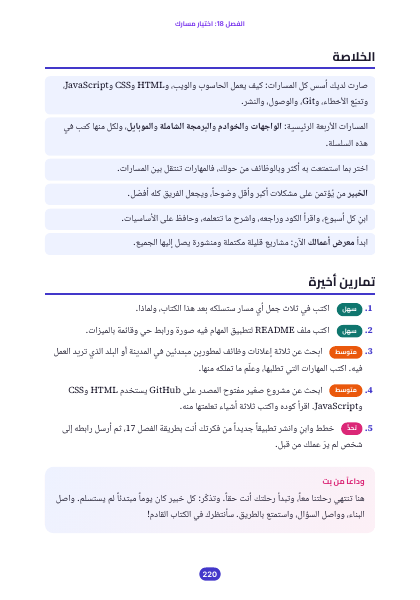 الفصل 18: اختيار مسارك
الخلاصة
صارت لديك أسس كل المسارات: كيف يعمل الحاسوب والويب، وHTML وCSS وJavaScript،
وتتبّع الأخطاء، وGit، والوصول، والنشر.
المسارات الأربعة الرئيسية: الواجهات والخوادم والبرمجة الشاملة والموبايل، ولكل منها كتب في
هذه السلسلة.
اختر بما استمتعت به أكثر وبالوظائف من حولك، فالمهارات تنتقل بين المسارات.
الخبير من يُؤتمن على مشكلات أكبر وأقل وضوحاً، ويجعل الفريق كله أفضل.
ابنِ كل أسبوع، واقرأ الكود وراجعه، واشرح ما تتعلمه، وحافظ على الأساسيات.
ابدأ معرض أعمالك الآن: مشاريع قليلة مكتملة ومنشورة يصل إليها الجميع.
تمارين أخيرة
1. سهل اكتب في ثلاث جمل أي مسار ستسلكه بعد هذا الكتاب، ولماذا.
2. سهل اكتب ملف README لتطبيق المهام فيه صورة ورابط حي وقائمة بالميزات.
3. متوسط ابحث عن ثلاثة إعلانات وظائف لمطورين مبتدئين في المدينة أو البلد الذي تريد العمل
فيه. اكتب المهارات التي تطلبها، وعلّم ما تملكه منها.
4. متوسط ابحث عن مشروع صغير مفتوح المصدر على GitHub يستخدم HTML وCSS
وJavaScript. اقرأ كوده واكتب ثلاثة أشياء تعلمتها منه.
5. تحدٍّ خطط وابنِ وانشر تطبيقاً جديداً من فكرتك أنت بطريقة الفصل 17، ثم أرسل رابطه إلى
شخص لم يرَ عملك من قبل.
وداعاً من بت
هنا تنتهي رحلتنا معاً، وتبدأ رحلتك أنت حقاً. وتذكّر: كل خبير كان يوماً مبتدئاً لم يستسلم. واصل
البناء، وواصل السؤال، واستمتع بالطريق. سأنتظرك في الكتاب القادم!
220